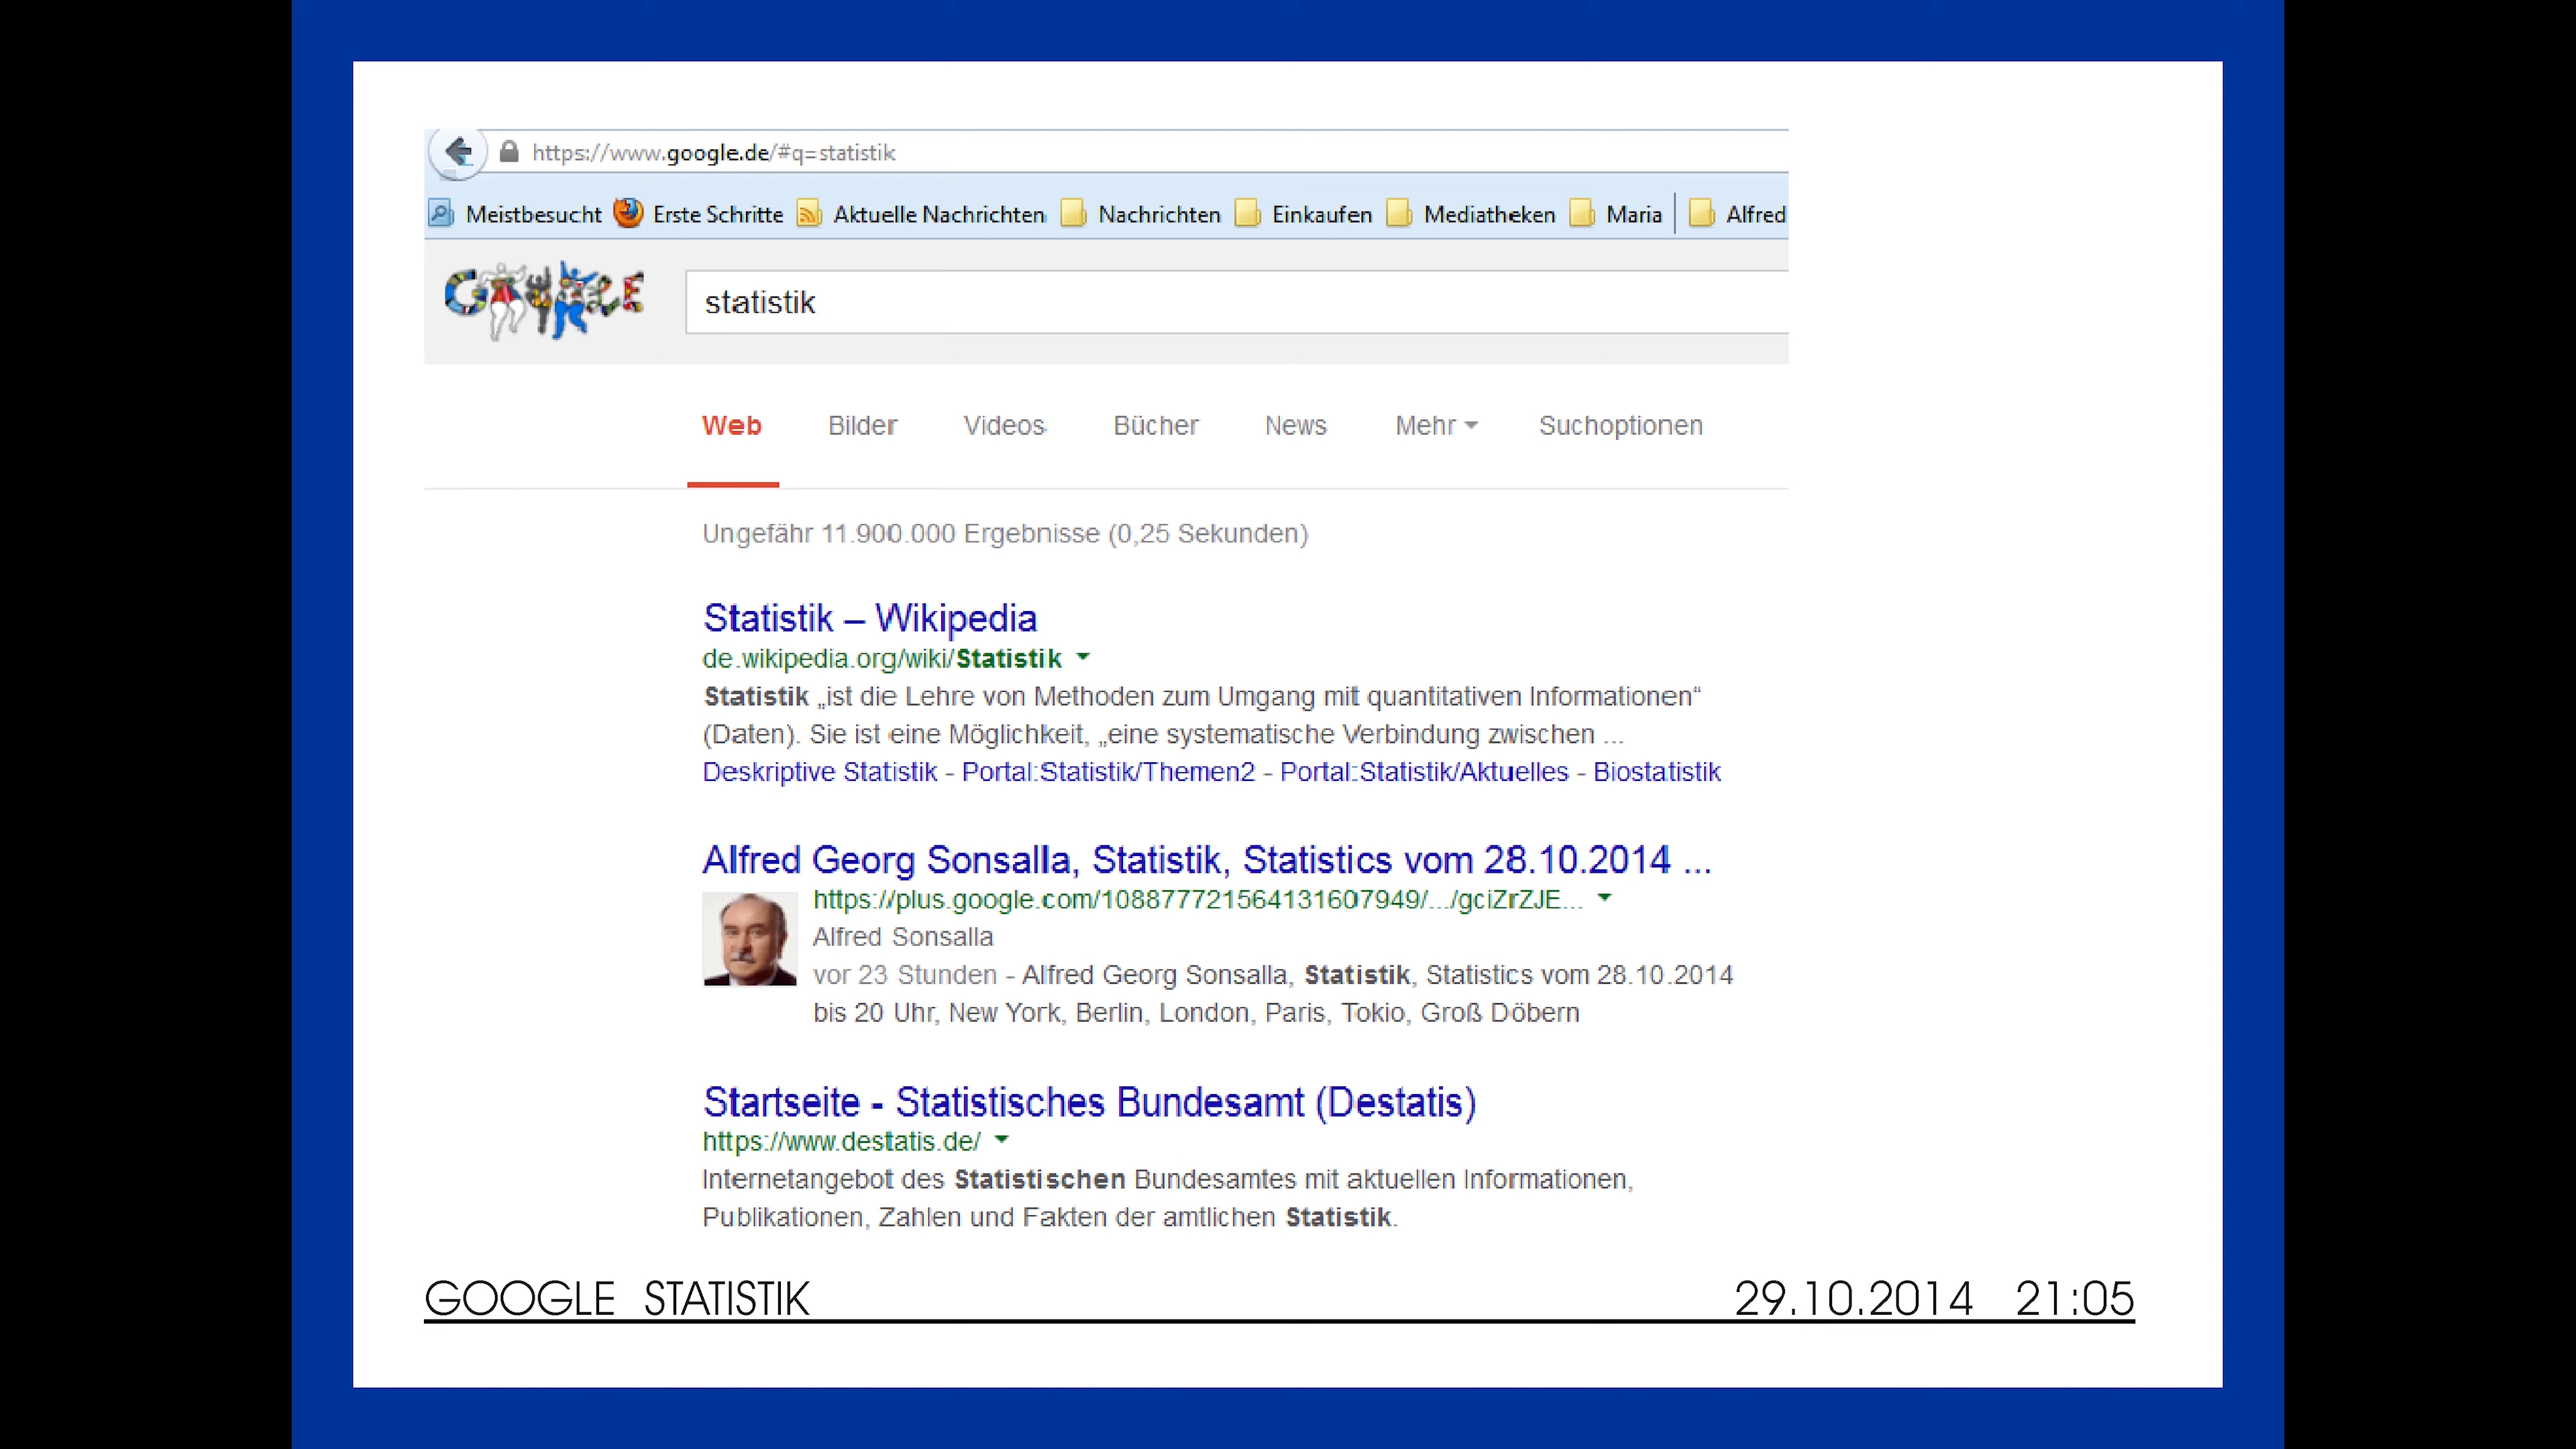 https://www.google.de/#q=statistik
Meistbesucht Erste Schritte Aktuelle Nachrichten Nachrichten Einkaufen Mediatheken Maria Alfred
GOOGLE statistik
Web Bilder Videos Bücher News Mehr Suchoptionen
Ungefähr 11.900.000 Ergebnisse (0,25 Sekunden)
Statistik – Wikipedia
de.wikipedia.org/wiki/Statistik
Statistik „ist die Lehre von Methoden zum Umgang mit quantitativen Informationen“
(Daten). Sie ist eine Möglichkeit, „eine systematische Verbindung zwischen ...
Deskriptive Statistik - Portal:Statistik/Themen2 - Portal:Statistik/Aktuelles - Biostatistik
Alfred Georg Sonsalla, Statistik, Statistics vom 28.10.2014 ...
https://plus.google.com/108877721564131607949/.../gciZrZJE...
Alfred Sonsalla
vor 23 Stunden - Alfred Georg Sonsalla, Statistik, Statistics vom 28.10.2014
bis 20 Uhr, New York, Berlin, London, Paris, Tokio, Groß Döbern
Startseite - Statistisches Bundesamt (Destatis)
https://www.destatis.de/
Internetangebot des Statistischen Bundesamtes mit aktuellen Informationen,
Publikationen, Zahlen und Fakten der amtlichen Statistik.
GOOGLE STATISTIK 29.10.2014 21:05